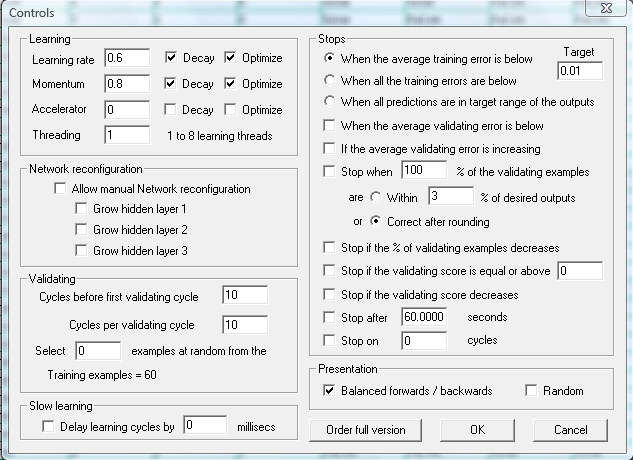 Controls
Learning
Learning rate 0.6 Decay Optimize
Momentum 0.8 Decay Optimize
Accelerator 0 Decay Optimize
Threading 1 1 to 8 learning threads
Network reconfiguration
Allow manual Network reconfiguration
Grow hidden layer 1
Grow hidden layer 2
Grow hidden layer 3
Validating
Cycles before first validating cycle 10
Cycles per validating cycle 10
Select 0 examples at random from the
Training examples = 60
Slow learning
Delay learning cycles by 0 millisecs
Stops
Target
When the average training error is below 0.01
When all the training errors are below
When all predictions are in target range of the outputs
When the average validating error is below
If the average validating error is increasing
Stop when 100 % of the validating examples
are Within 3 % of desired outputs
or Correct after rounding
Stop if the % of validating examples decreases
Stop if the validating score is equal or above 0
Stop if the validating score decreases
Stop after 60.0000 seconds
Stop on 0 cycles
Presentation
Balanced forwards / backwards Random
Order full version OK Cancel